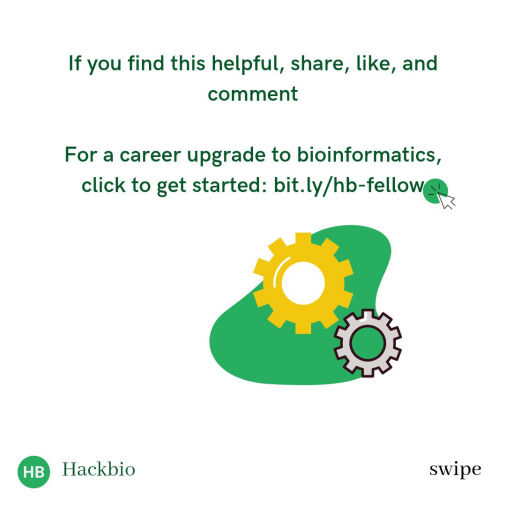 If you find this helpful, share, like, and
comment
For a career upgrade to bioinformatics,
click to get started: bit.ly/hb-fellow
HB Hackbio
swipe